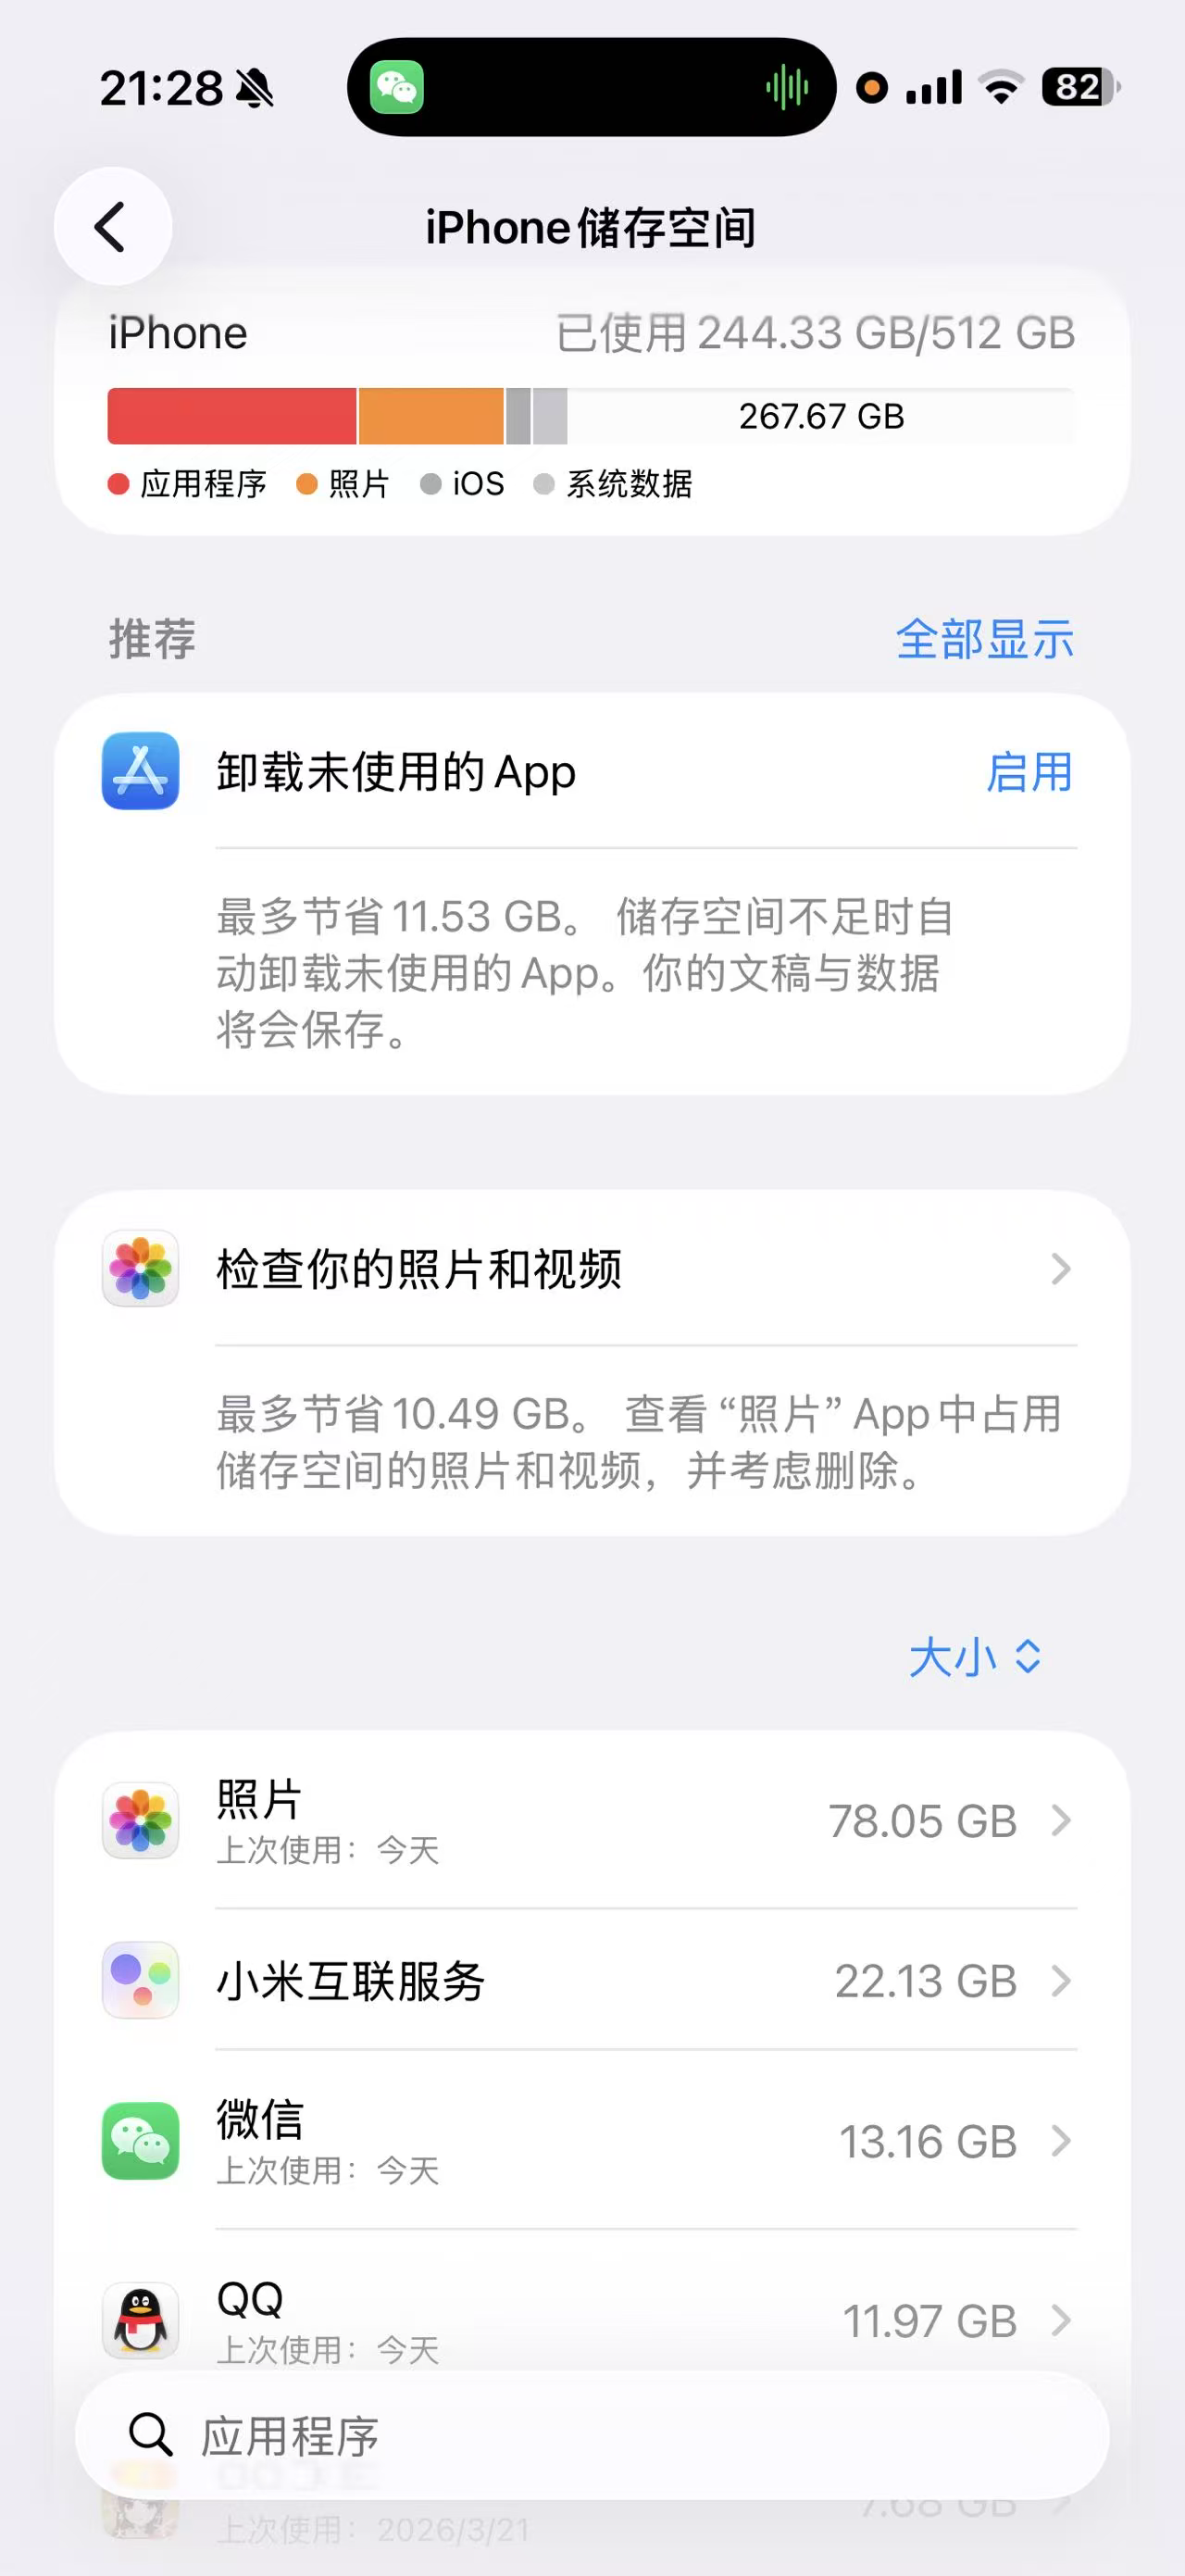 21:28
82
iPhone储存空间
iPhone
已使用 244.33 GB/512 GB
267.67 GB
应用程序 照片 iOS 系统数据
推荐
全部显示
卸载未使用的 App
启用
最多节省 11.53 GB。 储存空间不足时自
动卸载未使用的 App。你的文稿与数据
将会保存。
检查你的照片和视频
最多节省 10.49 GB。 查看“照片” App 中占用
储存空间的照片和视频，并考虑删除。
大小
照片
78.05 GB
上次使用：今天
小米互联服务
22.13 GB
微信
13.16 GB
上次使用：今天
QQ
11.97 GB
上次使用：今天
应用程序
7.68 GB
上次使用：2026/3/21